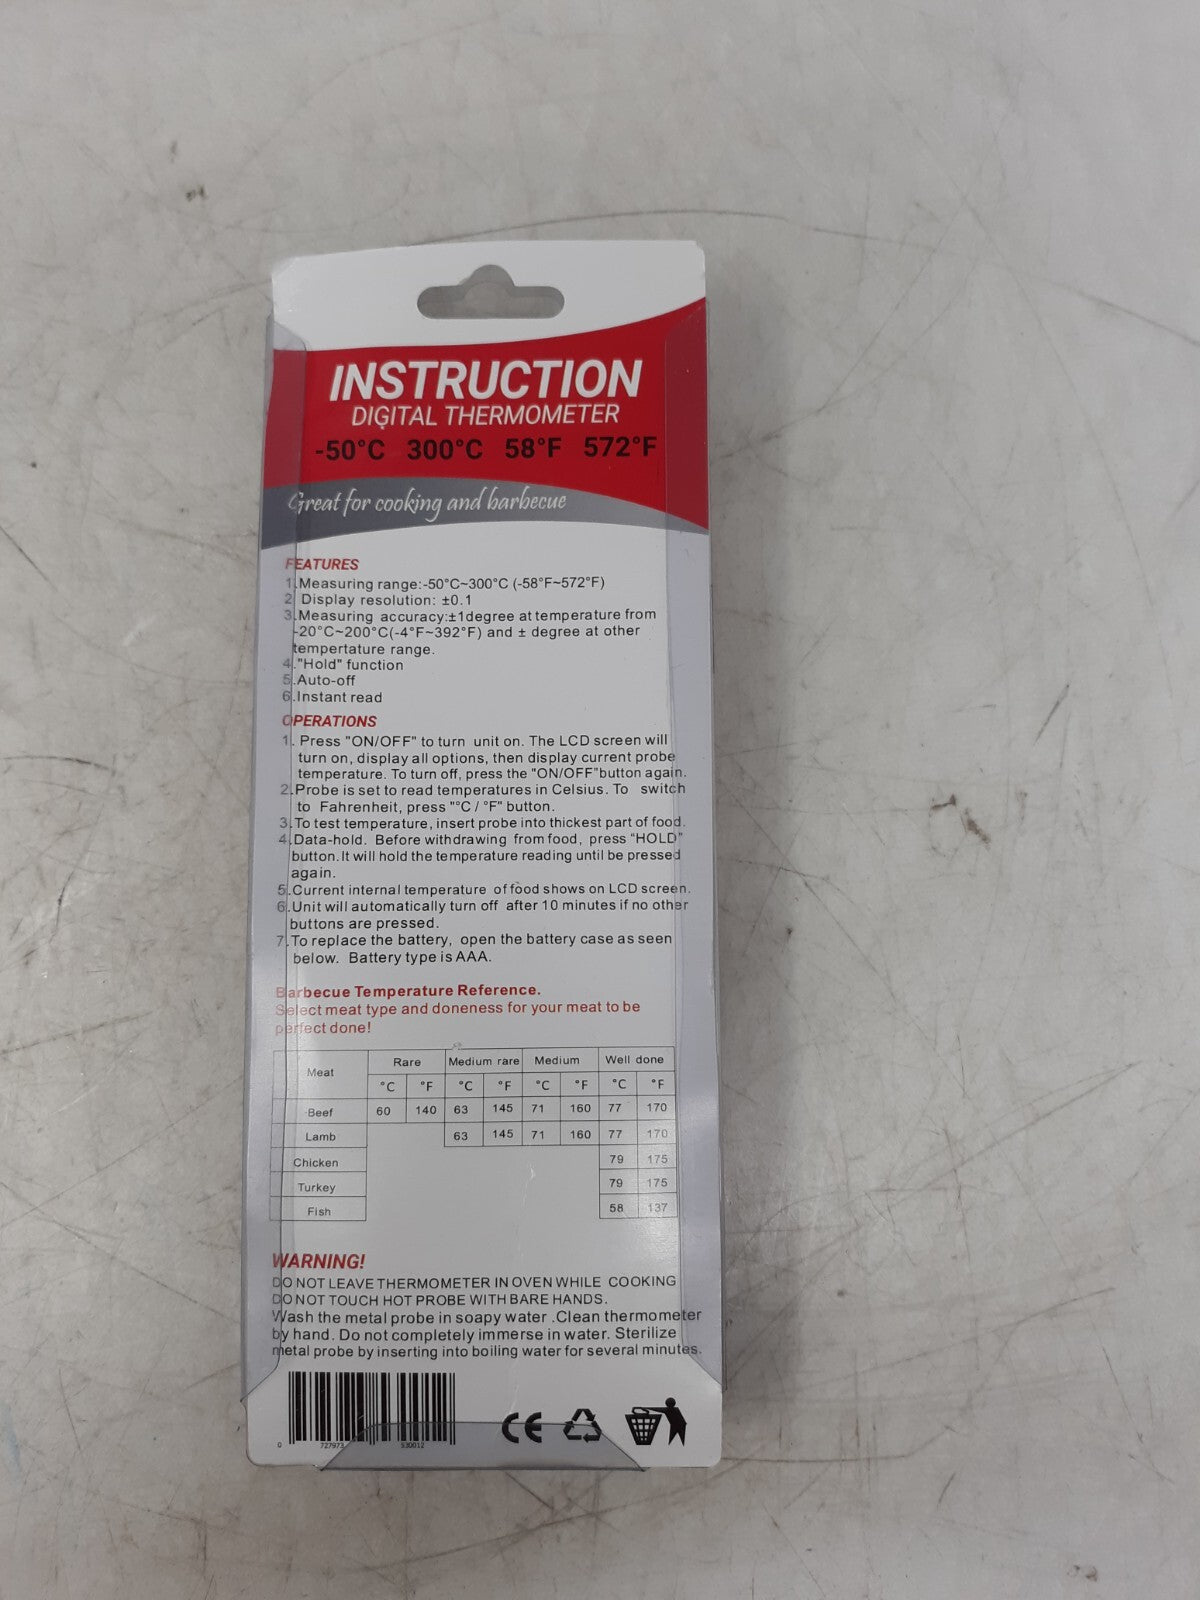 INSTRUCTION
DIGITAL THERMOMETER
-50°C 300°C 58°F 572°F
Great for cooking and barbecue
FEATURES
1.Measuring range:-50°C~300°C (-58°F~572°F)
2 Display resolution: ±0.1
3.Measuring accuracy:±1degree at temperature from
-20°C~200°C(-4°F~392°F) and ± degree at other
tempertature range.
4."Hold" function
5.Auto-off
6.Instant read
OPERATIONS
1. Press "ON/OFF" to turn unit on. The LCD screen will
turn on, display all options, then display current probe
temperature. To turn off, press the "ON/OFF"button again.
2.Probe is set to read temperatures in Celsius. To switch
to Fahrenheit, press "°C / °F" button.
3.To test temperature, insert probe into thickest part of food.
4.Data-hold. Before withdrawing from food, press "HOLD"
button.It will hold the temperature reading until be pressed
again.
5.Current internal temperature of food shows on LCD screen.
6.Unit will automatically turn off after 10 minutes if no other
buttons are pressed.
7.To replace the battery, open the battery case as seen
below. Battery type is AAA.
Barbecue Temperature Reference.
Select meat type and doneness for your meat to be
perfect done!
Meat Rare Medium rare Medium Well done
°C °F °C °F °C °F °C °F
Beef 60 140 63 145 71 160 77 170
Lamb 63 145 71 160 77 170
Chicken 79 175
Turkey 79 175
Fish 58 137
WARNING!
DO NOT LEAVE THERMOMETER IN OVEN WHILE COOKING
DO NOT TOUCH HOT PROBE WITH BARE HANDS.
Wash the metal probe in soapy water .Clean thermometer
by hand. Do not completely immerse in water. Sterilize
metal probe by inserting into boiling water for several minutes.
0 727973 530012
CE